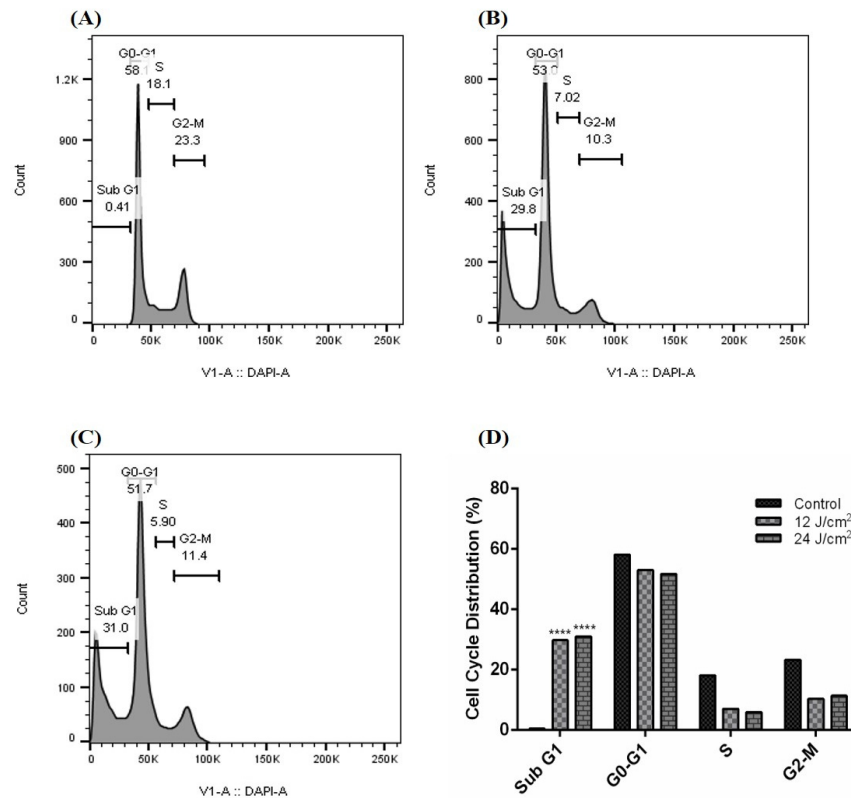 (A)
G0-G1
58.1
S
18.1
G2-M
23.3
Sub G1
0.41
1.2K
900
600
300
0
Count
0 50K 100K 150K 200K 250K
V1-A :: DAPI-A
(B)
G0-G1
53.0
S
7.02
G2-M
10.3
Sub G1
29.8
800
600
400
200
0
Count
0 50K 100K 150K 200K 250K
V1-A :: DAPI-A
(C)
G0-G1
51.7
S
5.90
G2-M
11.4
Sub G1
31.0
500
400
300
200
100
0
Count
0 50K 100K 150K 200K 250K
V1-A :: DAPI-A
(D)
Control
12 J/cm²
24 J/cm²
80
60
40
20
0
Cell Cycle Distribution (%)
**** ****
Sub G1 G0-G1 S G2-M